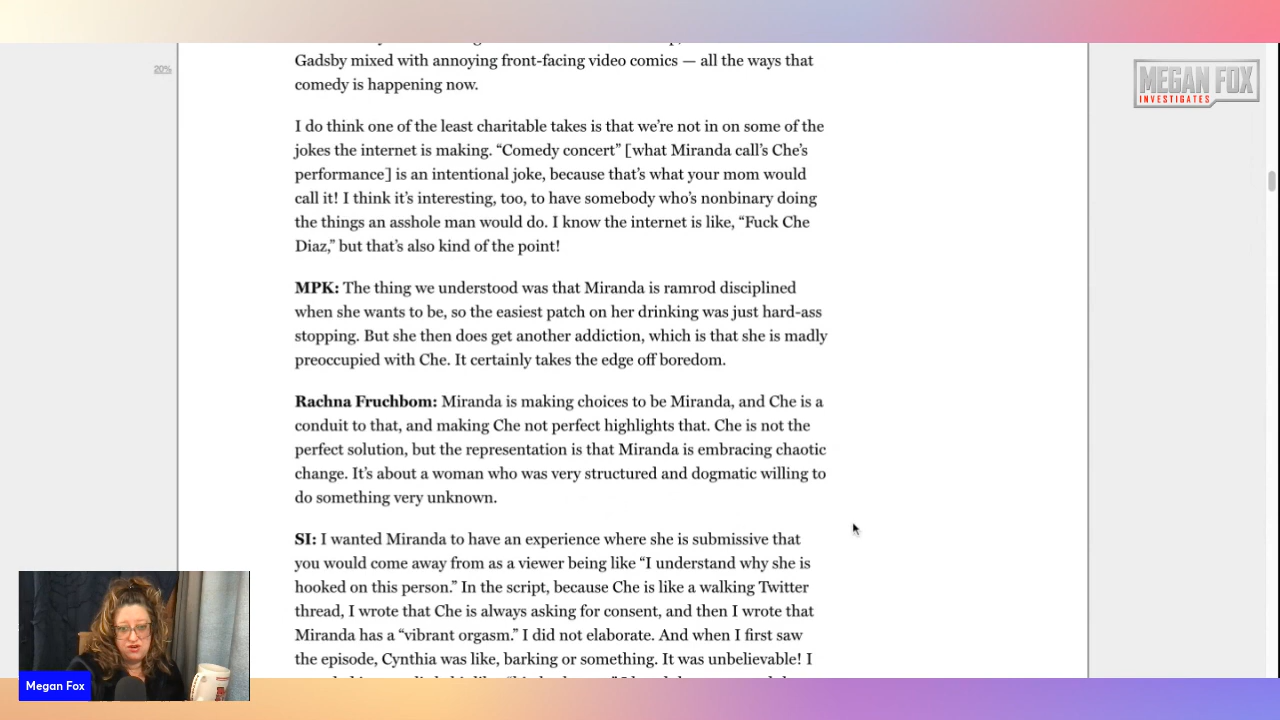 Gadsby mixed with annoying front-facing video comics — all the ways that
comedy is happening now.
20%
MEGAN FOX
INVESTIGATES
I do think one of the least charitable takes is that we're not in on some of the
jokes the internet is making. “Comedy concert” [what Miranda call's Che's
performance] is an intentional joke, because that's what your mom would
call it! I think it's interesting, too, to have somebody who's nonbinary doing
the things an asshole man would do. I know the internet is like, “Fuck Che
Diaz,” but that's also kind of the point!
MPK: The thing we understood was that Miranda is ramrod disciplined
when she wants to be, so the easiest patch on her drinking was just hard-ass
stopping. But she then does get another addiction, which is that she is madly
preoccupied with Che. It certainly takes the edge off boredom.
Rachna Fruchbom: Miranda is making choices to be Miranda, and Che is a
conduit to that, and making Che not perfect highlights that. Che is not the
perfect solution, but the representation is that Miranda is embracing chaotic
change. It's about a woman who was very structured and dogmatic willing to
do something very unknown.
SI: I wanted Miranda to have an experience where she is submissive that
you would come away from as a viewer being like “I understand why she is
hooked on this person.” In the script, because Che is like a walking Twitter
thread, I wrote that Che is always asking for consent, and then I wrote that
Miranda has a “vibrant orgasm.” I did not elaborate. And when I first saw
the episode, Cynthia was like, barking or something. It was unbelievable! I
Megan Fox